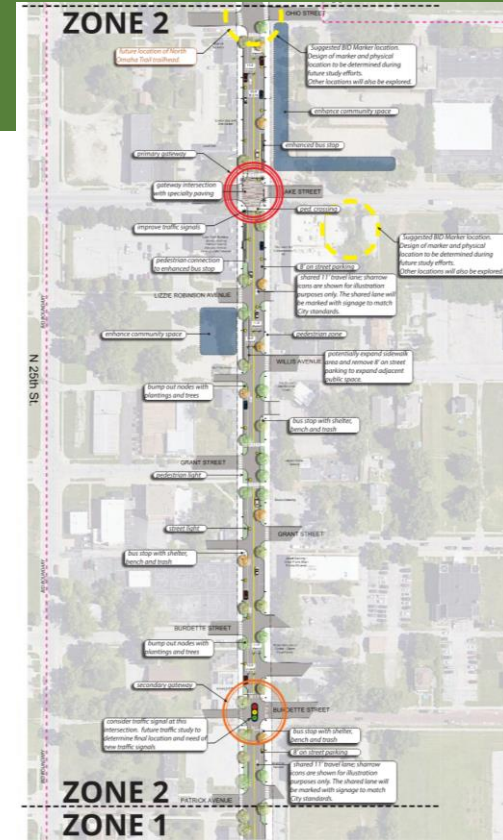 ZONE 2
OHIO STREET
future location of North
Omaha Trail trailhead.
Suggested BID Marker location.
Design of marker and physical
location to be determined during
future study efforts.
Other locations will also be explored.
enhance community space
enhanced bus stop
primary gateway
gateway intersection
with specialty paving
AKE STREET
ped. crossing
improve traffic signals
Suggested BID Marker location.
Design of marker and physical
location to be determined during
future study efforts.
Other locations will also be explored.
pedestrian connection
to enhanced bus stop
8' on street parking
shared 11' travel lane; sharrow
icons are shown for illustration
purposes only. The shared lane will
be marked with signage to match
City standards.
LIZZIE ROBINSON AVENUE
enhance community space
pedestrian zone
N 25th St.
WILLIS AVENUE
potentially expand sidewalk
area and remove 8' on street
parking to expand adjacent
public space.
bump out nodes with
plantings and trees
bus stop with shelter,
bench and trash
GRANT STREET
pedestrian light
street light
GRANT STREET
bus stop with shelter,
bench and trash
BURDETTE STREET
bump out nodes with
plantings and trees
secondary gateway
BURDETTE STREET
consider traffic signal at this
intersection. future traffic study to
determine final location and need of
new traffic signals.
bus stop with shelter,
bench and trash
8' on street parking
shared 11' travel lane; sharrow
icons are shown for illustration
purposes only. The shared lane will
be marked with signage to match
City standards.
ZONE 2
PATRICK AVENUE
ZONE 1